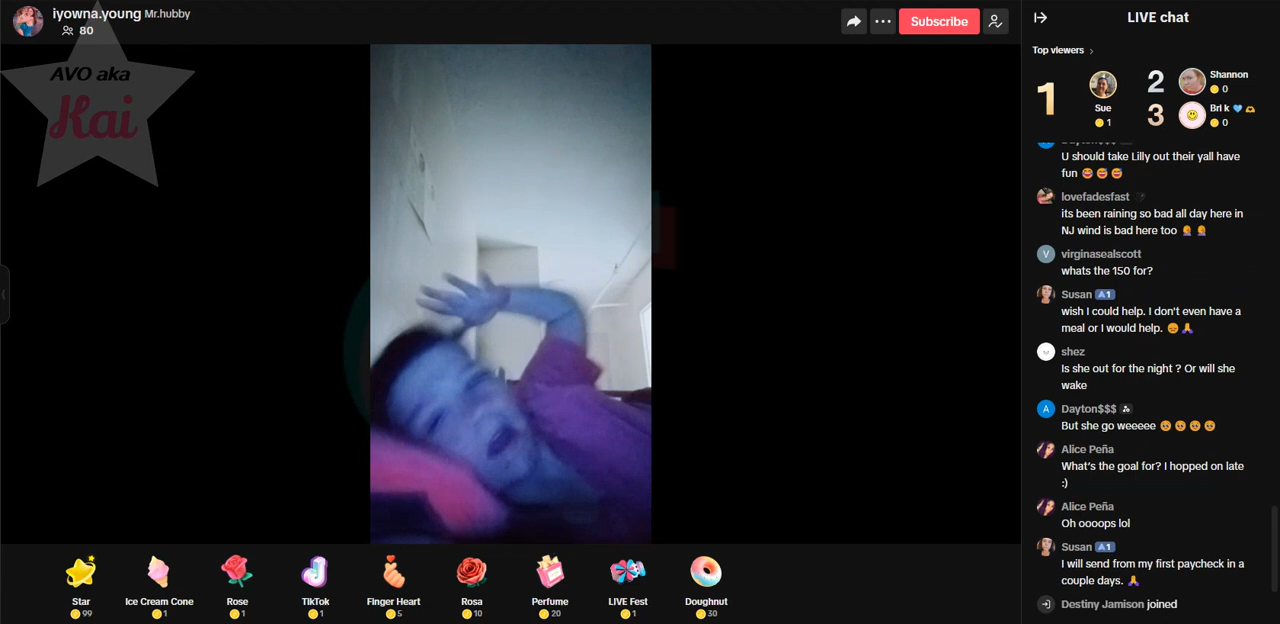 iyowna.young Mr.hubby
80
AVO aka
Kai
Subscribe
LIVE chat
Top viewers
1
Sue
1
2
Shannon
0
3
Bri k
0
Dayton$$$
U should take Lilly out their yall have
fun
lovefadesfast
its been raining so bad all day here in
NJ wind is bad here too
V
virginasealscott
whats the 150 for?
Susan A1
wish I could help. I don't even have a
meal or I would help.
shez
Is she out for the night ? Or will she
wake
A
Dayton$$$
But she go weeeee
Alice Peña
What's the goal for? I hopped on late
:)
Alice Peña
Oh oooops lol
Susan A1
I will send from my first paycheck in a
couple days.
Destiny Jamison joined
Star
99
Ice Cream Cone
1
Rose
1
TikTok
1
Finger Heart
5
Rosa
10
Perfume
20
LIVE Fest
1
Doughnut
30